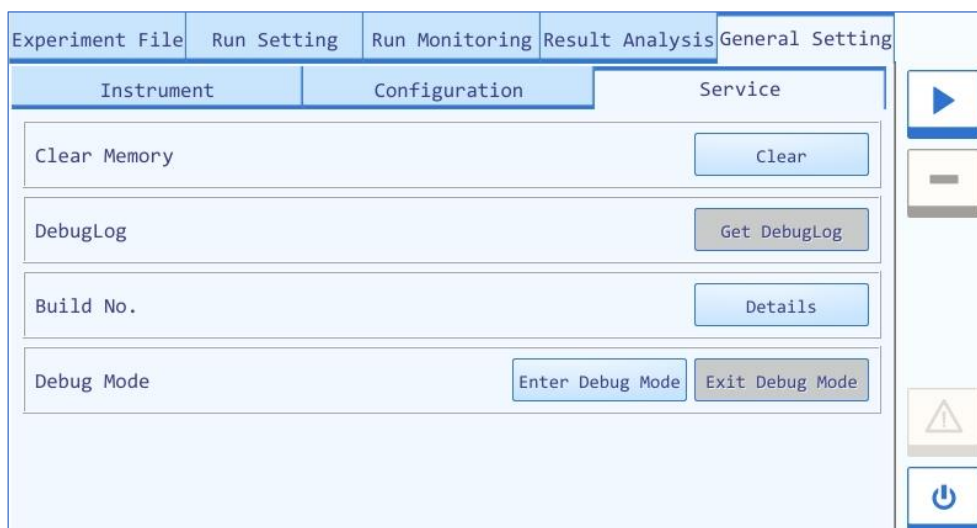 Experiment File Run Setting Run Monitoring Result Analysis General Setting
Instrument Configuration Service
Clear Memory Clear
DebugLog Get DebugLog
Build No. Details
Debug Mode Enter Debug Mode Exit Debug Mode